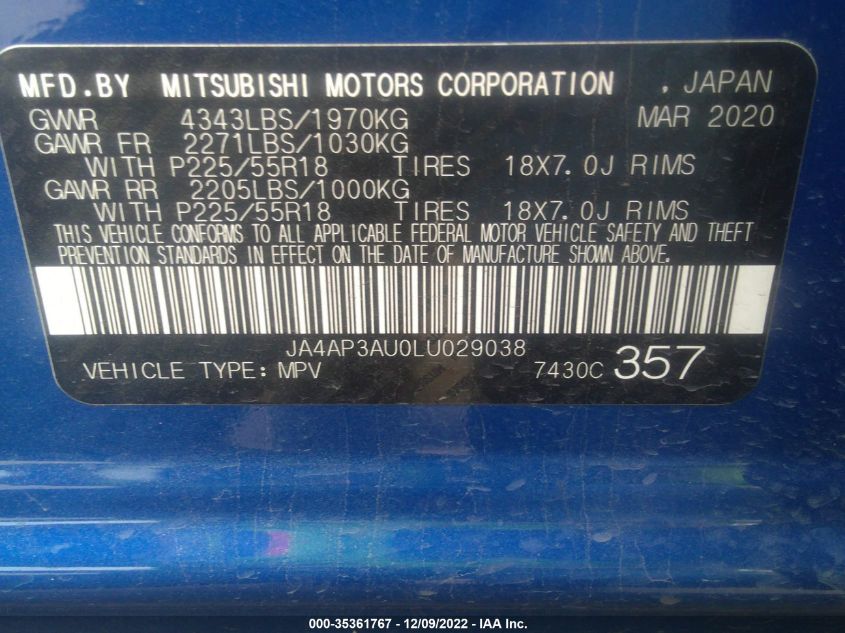 MFD.BY MITSUBISHI MOTORS CORPORATION , JAPAN
GVWR 4343LBS/1970KG MAR 2020
GAWR FR 2271LBS/1030KG
WITH P225/55R18 TIRES 18X7.0J RIMS
GAWR RR 2205LBS/1000KG
WITH P225/55R18 TIRES 18X7.0J RIMS
THIS VEHICLE CONFORMS TO ALL APPLICABLE FEDERAL MOTOR VEHICLE SAFETY AND THEFT
PREVENTION STANDARDS IN EFFECT ON THE DATE OF MANUFACTURE SHOWN ABOVE.
JA4AP3AU0LU029038
VEHICLE TYPE: MPV 7430C 357
000-35361767 - 12/09/2022 - IAA Inc.